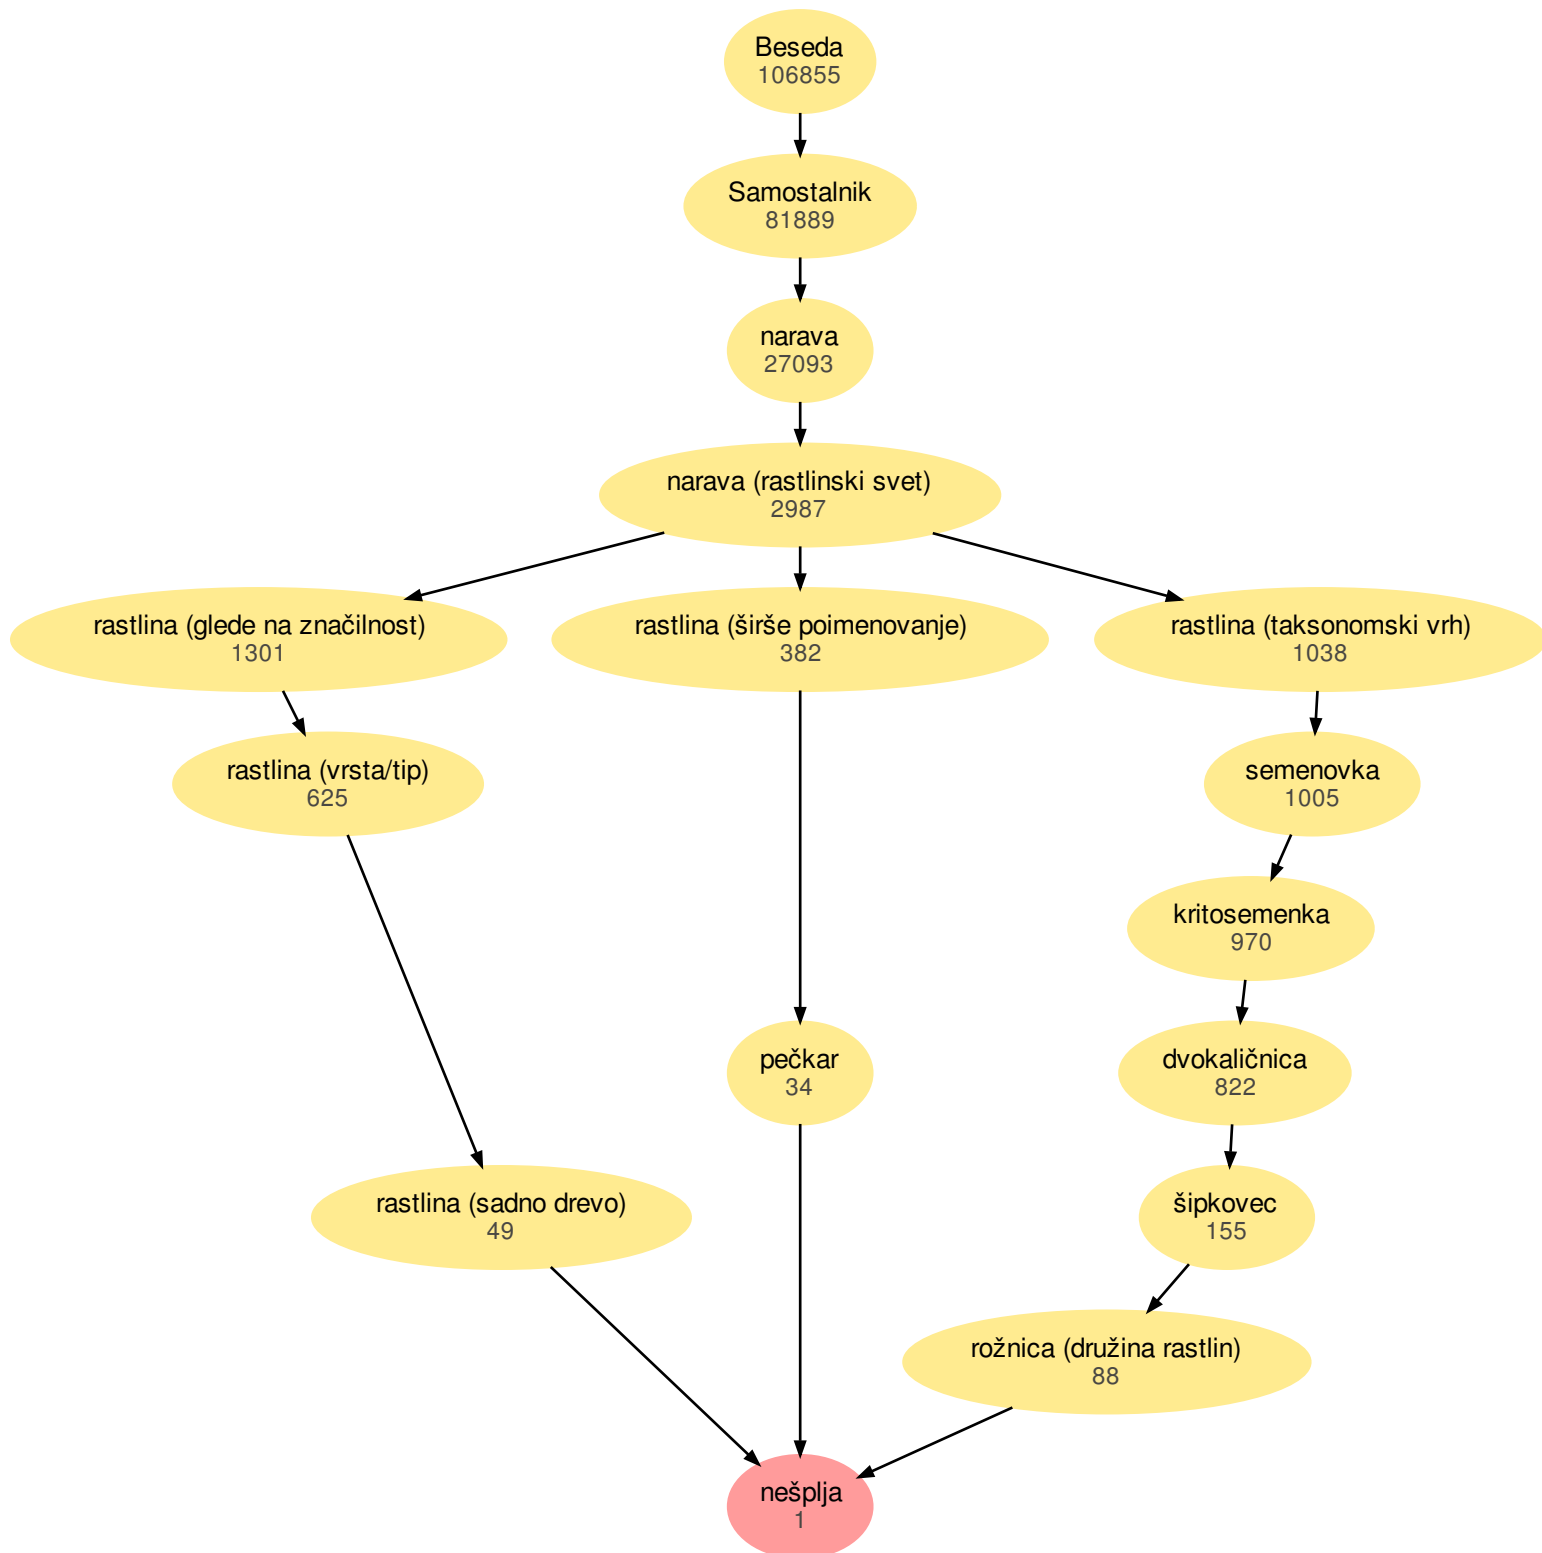 Beseda
106855
Samostalnik
81889
narava
27093
narava (rastlinski svet)
2987
rastlina (glede na značilnost)
1301
rastlina (širše poimenovanje)
382
rastlina (taksonomski vrh)
1038
rastlina (vrsta/tip)
625
semenovka
1005
kritosemenka
970
pečkar
34
dvokaličnica
822
rastlina (sadno drevo)
49
šipkovec
155
rožnica (družina rastlin)
88
nešplja
1